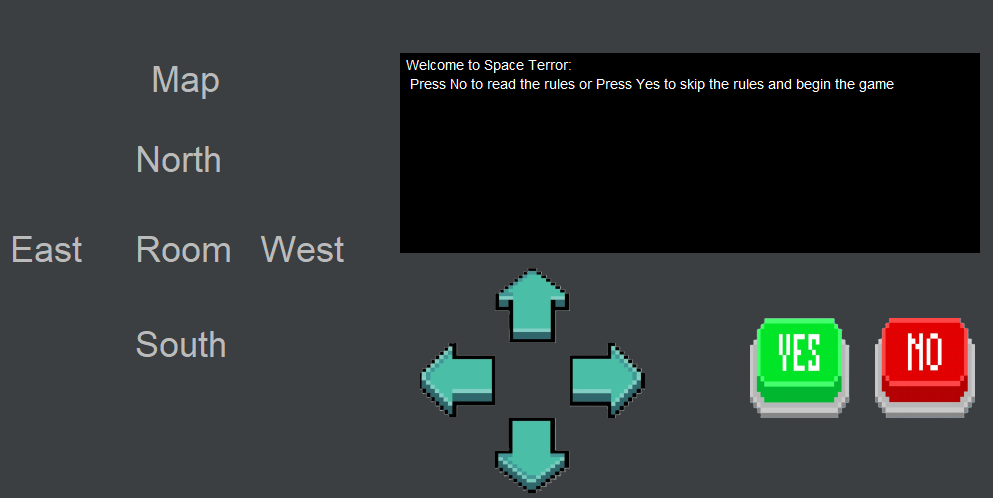 Map
North
East Room West
South
Welcome to Space Terror:
Press No to read the rules or Press Yes to skip the rules and begin the game
YES
NO